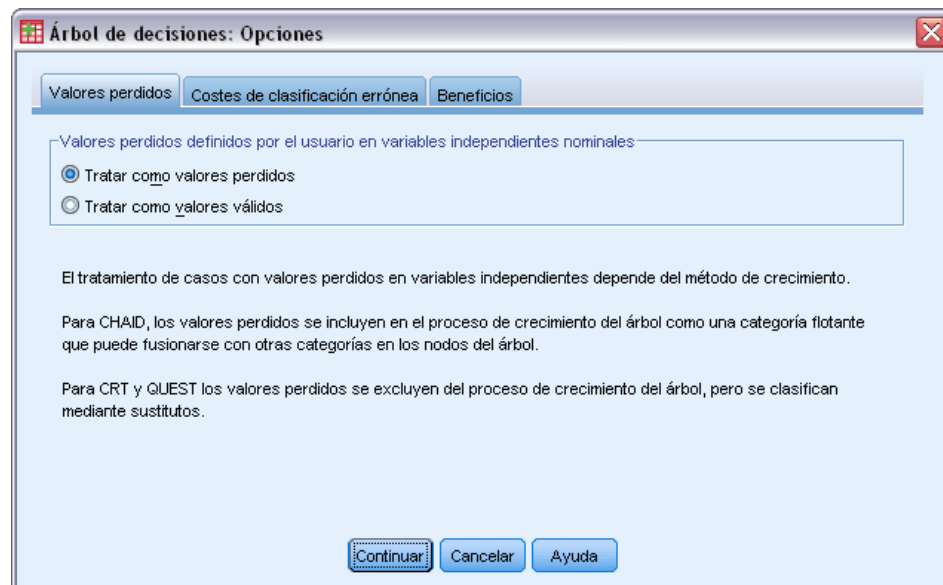 Árbol de decisiones: Opciones
Valores perdidos Costes de clasificación errónea Beneficios
Valores perdidos definidos por el usuario en variables independientes nominales
Tratar como valores perdidos
Tratar como valores válidos
El tratamiento de casos con valores perdidos en variables independientes depende del método de crecimiento.
Para CHAID, los valores perdidos se incluyen en el proceso de crecimiento del árbol como una categoría flotante
que puede fusionarse con otras categorías en los nodos del árbol.
Para CRT y QUEST los valores perdidos se excluyen del proceso de crecimiento del árbol, pero se clasifican
mediante sustitutos.
Continuar Cancelar Ayuda